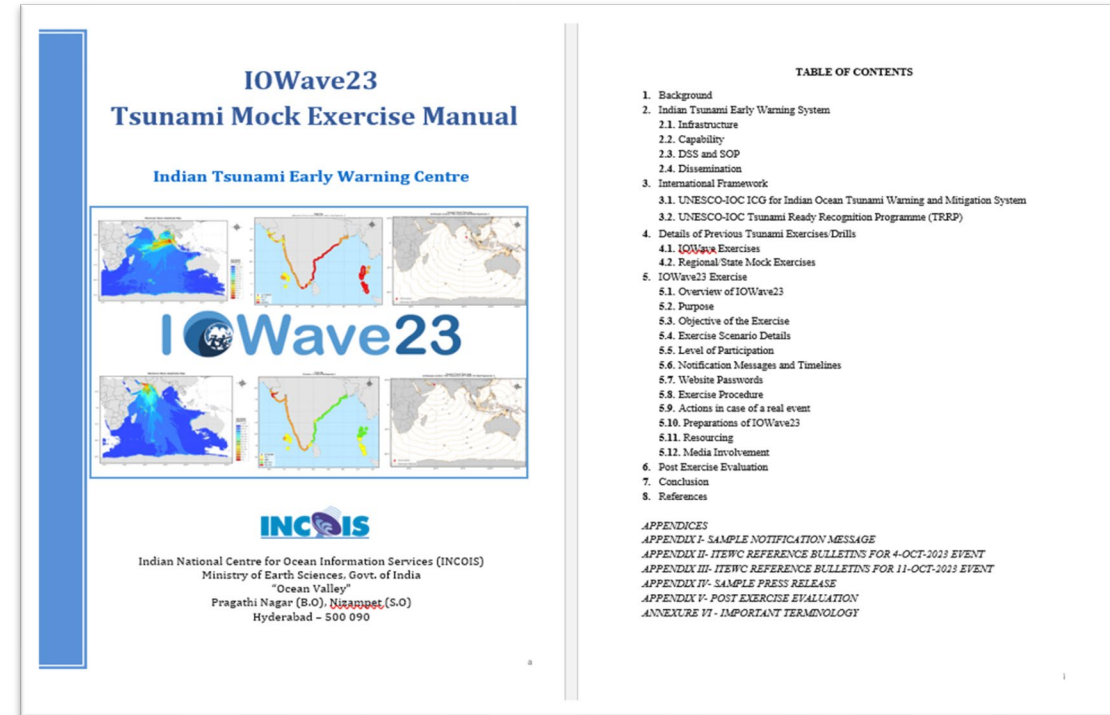 IOWave23
Tsunami Mock Exercise Manual
Indian Tsunami Early Warning Centre
IOWave23
INCOIS
Indian National Centre for Ocean Information Services (INCOIS)
Ministry of Earth Sciences, Govt. of India
“Ocean Valley”
Pragathi Nagar (B.O), Nizampet (S.O)
Hyderabad – 500 090
a
TABLE OF CONTENTS
1. Background
2. Indian Tsunami Early Warning System
2.1. Infrastructure
2.2. Capability
2.3. DSS and SOP
2.4. Dissemination
3. International Framework
3.1. UNESCO-IOC ICG for Indian Ocean Tsunami Warning and Mitigation System
3.2. UNESCO-IOC Tsunami Ready Recognition Programme (TRRP)
4. Details of Previous Tsunami Exercises/Drills
4.1. IOWave Exercises
4.2. Regional/State Mock Exercises
5. IOWave23 Exercise
5.1. Overview of IOWave23
5.2. Purpose
5.3. Objective of the Exercise
5.4. Exercise Scenario Details
5.5. Level of Participation
5.6. Notification Messages and Timelines
5.7. Website Passwords
5.8. Exercise Procedure
5.9. Actions in case of a real event
5.10. Preparations of IOWave23
5.11. Resourcing
5.12. Media Involvement
6. Post Exercise Evaluation
7. Conclusion
8. References
APPENDICES
APPENDIX I- SAMPLE NOTIFICATION MESSAGE
APPENDIX II- ITEWC REFERENCE BULLETINS FOR 4-OCT-2023 EVENT
APPENDIX III- ITEWC REFERENCE BULLETINS FOR 11-OCT-2023 EVENT
APPENDIX IV- SAMPLE PRESS RELEASE
APPENDIX V- POST EXERCISE EVALUATION
ANNEXURE VI - IMPORTANT TERMINOLOGY
i